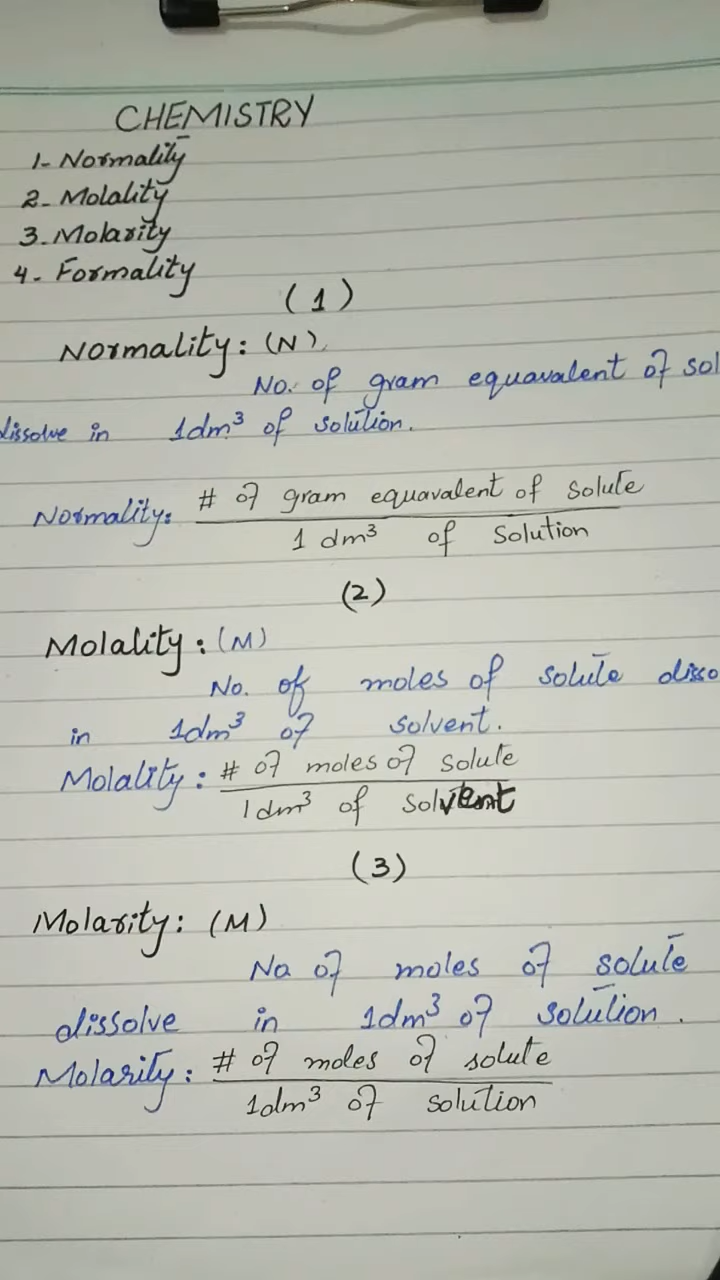 CHEMISTRY
1- Normality
2- Molality
3- Molarity
4- Formality
(1)
Normality: (N)
No. of gram equavalent of sol
dissolve in 1dm³ of solution.
Normality: # of gram equavalent of solute
1 dm³ of Solution
(2)
Molality: (M)
No. of moles of solute disso
in 1dm³ of solvent.
Molality: # of moles of solute
1dm³ of solvent
(3)
Molarity: (M)
No of moles of solute
dissolve in 1dm³ of solution.
Molarity: # of moles of solute
1dm³ of solution